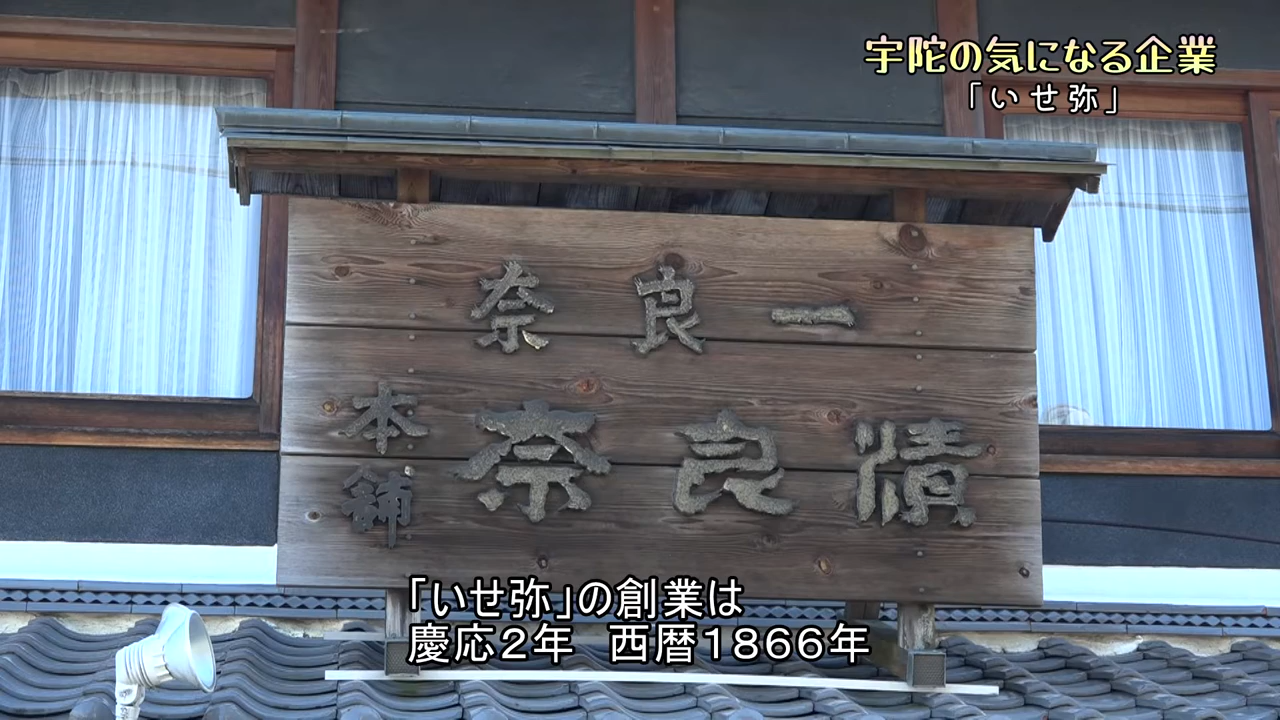 宇陀の気になる企業
「いせ弥」
一良奈
漬良奈
本舗
「いせ弥」の創業は
慶応2年　西暦1866年